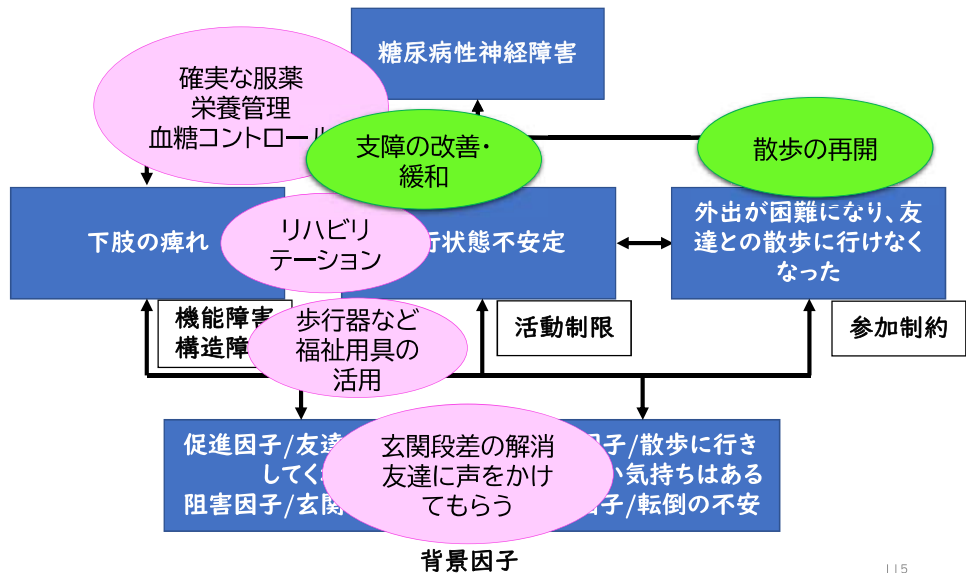 糖尿病性神経障害
確実な服薬
栄養管理
血糖コントロール
支障の改善・
緩和
散歩の再開
下肢の痺れ
リハビリ
テーション
行状態不安定
外出が困難になり、友
達との散歩に行けなく
なった
機能障害
構造障
歩行器など
福祉用具の
活用
活動制限
参加制約
促進因子/友達
してく
阻害因子/玄関
玄関段差の解消
友達に声をかけ
てもらう
子/散歩に行き
い気持ちはある
子/転倒の不安
背景因子
115